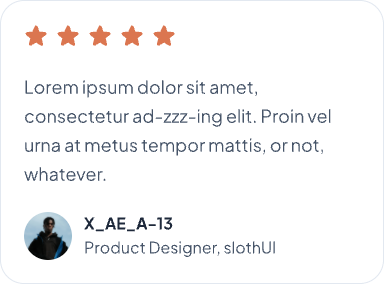 Lorem ipsum dolor sit amet,
consectetur ad-zzz-ing elit. Proin vel
urna at metus tempor mattis, or not,
whatever.
X_AE_A-13
Product Designer, slothUI